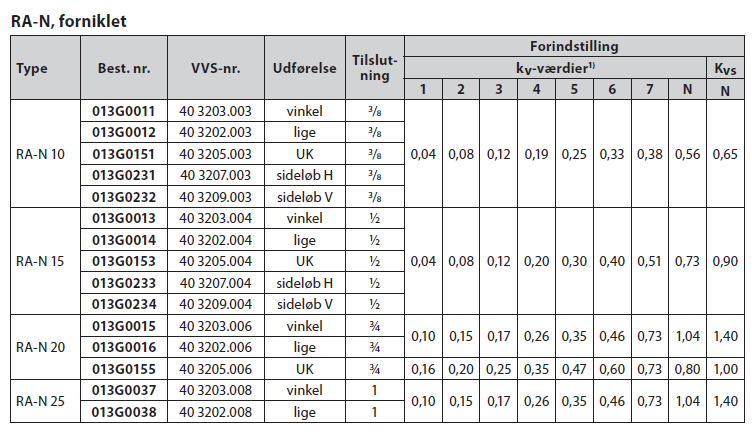 RA-N, forniklet
Type Best. nr. VVS-nr. Udførelse Tilslut-ning Forindstilling
kv-værdier¹⁾ Kvs
1 2 3 4 5 6 7 N N
RA-N 10 0,04 0,08 0,12 0,19 0,25 0,33 0,38 0,56 0,65
013G0011 40 3203.003 vinkel ³/₈
013G0012 40 3202.003 lige ³/₈
013G0151 40 3205.003 UK ³/₈
013G0231 40 3207.003 sideløb H ³/₈
013G0232 40 3209.003 sideløb V ³/₈
RA-N 15 0,04 0,08 0,12 0,20 0,30 0,40 0,51 0,73 0,90
013G0013 40 3203.004 vinkel ½
013G0014 40 3202.004 lige ½
013G0153 40 3205.004 UK ½
013G0233 40 3207.004 sideløb H ½
013G0234 40 3209.004 sideløb V ½
RA-N 20 0,10 0,15 0,17 0,26 0,35 0,46 0,73 1,04 1,40
013G0015 40 3203.006 vinkel ¾
013G0016 40 3202.006 lige ¾
013G0155 40 3205.006 UK ¾ 0,16 0,20 0,25 0,35 0,47 0,60 0,73 0,80 1,00
RA-N 25 0,10 0,15 0,17 0,26 0,35 0,46 0,73 1,04 1,40
013G0037 40 3203.008 vinkel 1
013G0038 40 3202.008 lige 1